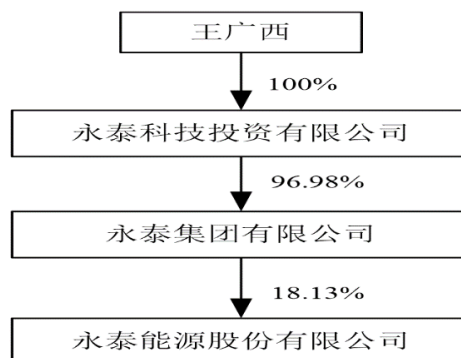 王广西
100%
永泰科技投资有限公司
96.98%
永泰集团有限公司
18.13%
永泰能源股份有限公司